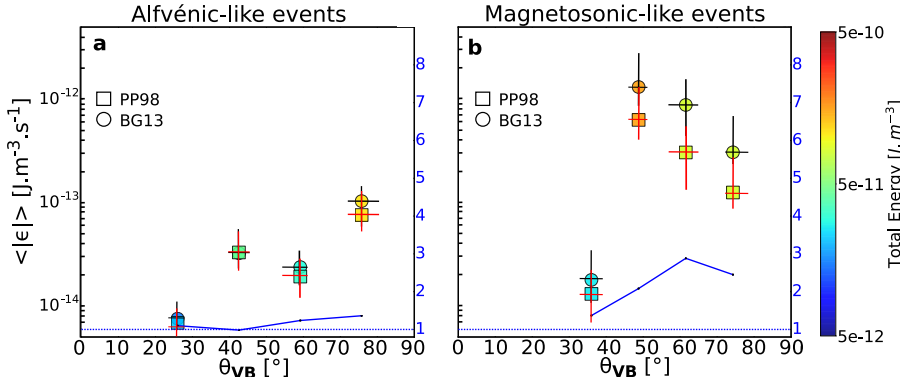 Alfvénic-like events
Magnetosonic-like events
a
b
PP98
BG13
PP98
BG13
<|ϵ|> [J.m⁻³.s⁻¹]
10⁻¹²
10⁻¹³
10⁻¹⁴
8
7
6
5
4
3
2
1
8
7
6
5
4
3
2
1
0 10 20 30 40 50 60 70 80 90
0 10 20 30 40 50 60 70 80 90
θVB [°]
θVB [°]
5e-10
5e-11
5e-12
Total Energy [J.m⁻³]